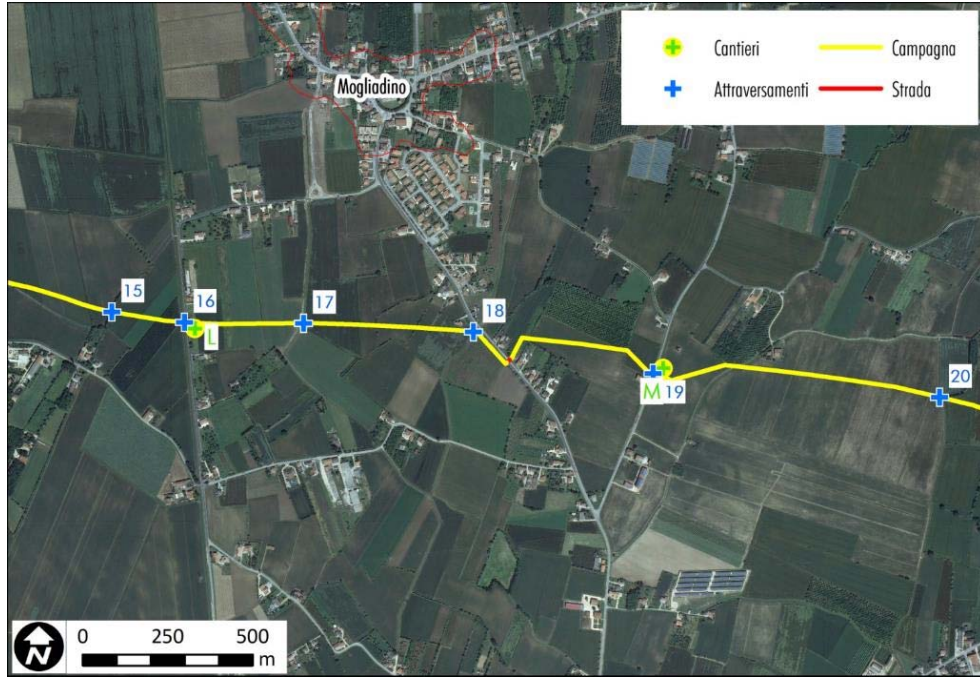 Cantieri
Campagna
Attraversamenti
Strada
Mogliadino
15
16
L
17
18
M 19
20
N
0 250 500
m